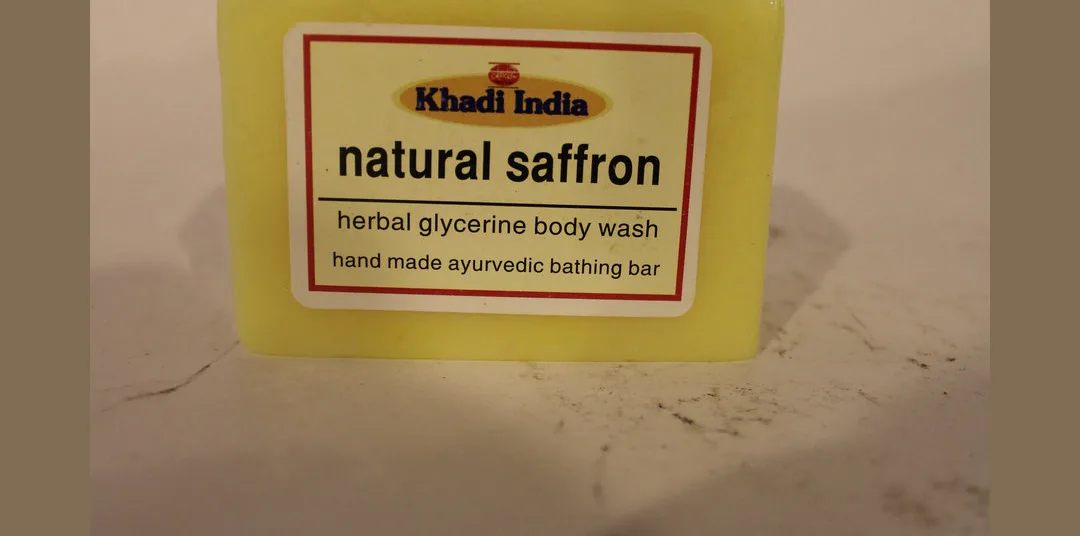 Khadi India
natural saffron
herbal glycerine body wash
hand made ayurvedic bathing bar